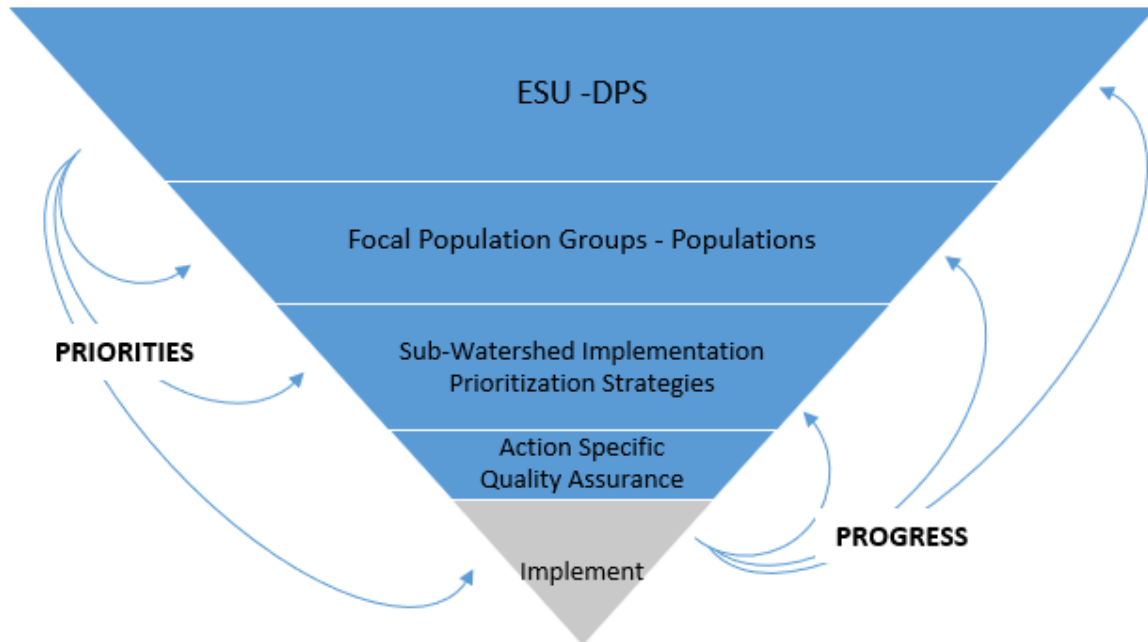 ESU -DPS
Focal Population Groups - Populations
PRIORITIES
Sub-Watershed Implementation
Prioritization Strategies
Action Specific
Quality Assurance
PROGRESS
Implement